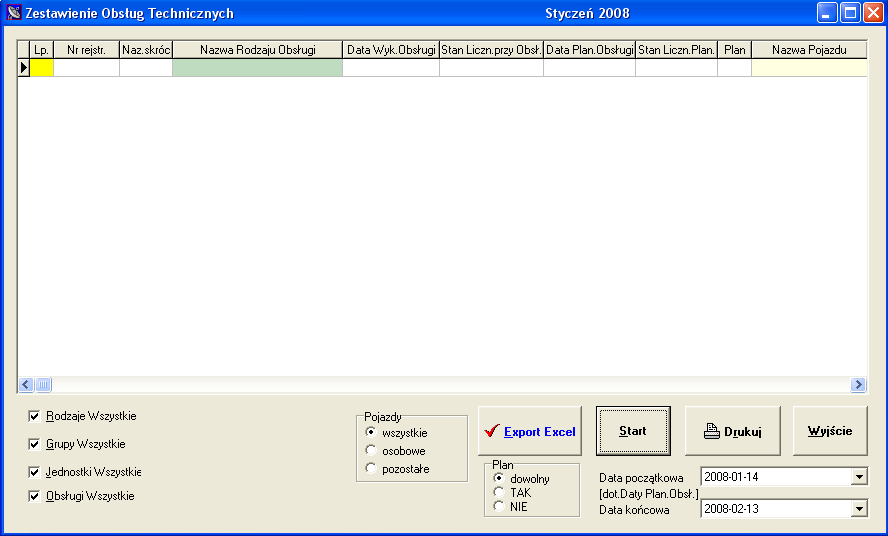 Zestawienie Obsług Technicznych Styczeń 2008
Lp. Nr rejstr. Naz.skróc Nazwa Rodzaju Obsługi Data Wyk.Obsługi Stan Liczn.przy Obsł. Data Plan.Obsługi Stan Liczn.Plan. Plan Nazwa Pojazdu
Rodzaje Wszystkie
Grupy Wszystkie
Jednostki Wszystkie
Obsługi Wszystkie
Pojazdy
wszystkie
osobowe
pozostałe
Export Excel
Start
Drukuj
Wyjście
Plan
dowolny
TAK
NIE
Data początkowa 2008-01-14
[dot.Daty Plan.Obsł.]
Data końcowa 2008-02-13